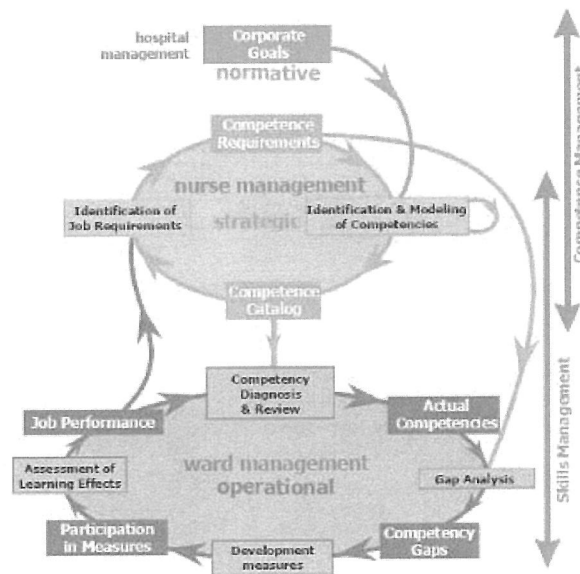 hospital
management
Corporate
Goals
normative
Competence
Requirements
nurse management
Identification of
Job Requirements
strategic
Identification & Modeling
of Competencies
Competence
Catalog
Competency
Diagnosis
& Review
Job Performance
Actual
Competencies
Assessment of
Learning Effects
ward management
operational
Gap Analysis
Participation
in Measures
Development
measures
Competency
Gaps
Competence Management
Skills Management